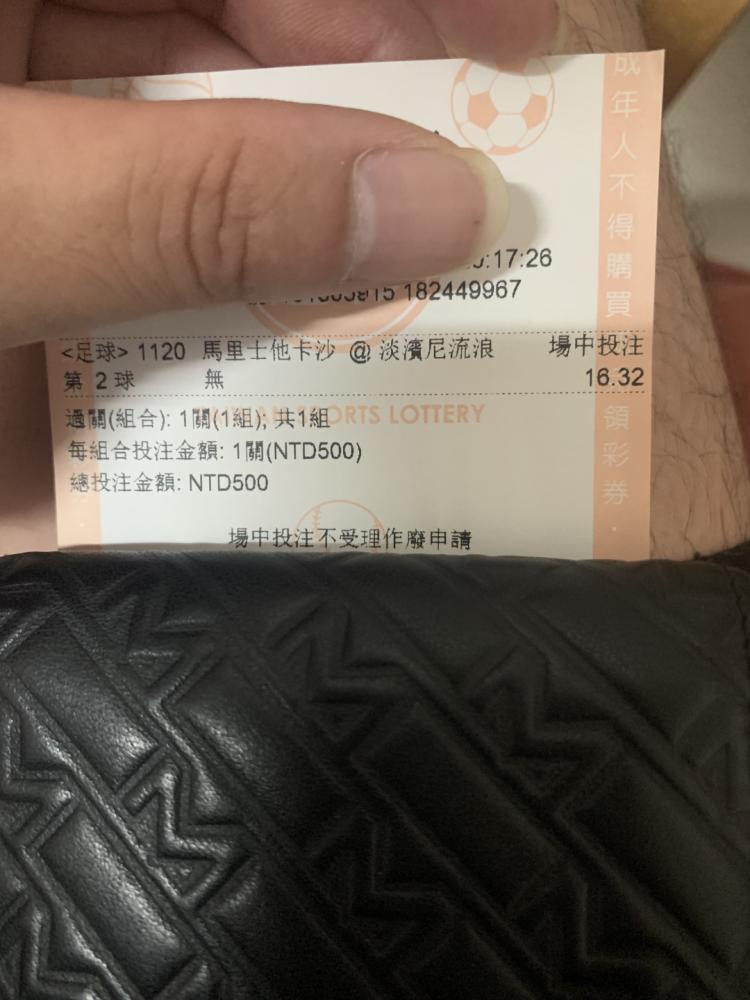 成年人不得購買
:17:26
182449967
<足球> 1120 馬里士他卡沙 @ 淡濱尼流浪 場中投注
第 2 球 無 16.32
過關(組合): 1關(1組); 共1組
SPORTS LOTTERY
每組合投注金額: 1關(NTD500)
總投注金額: NTD500
領彩券
場中投注不受理作廢申請